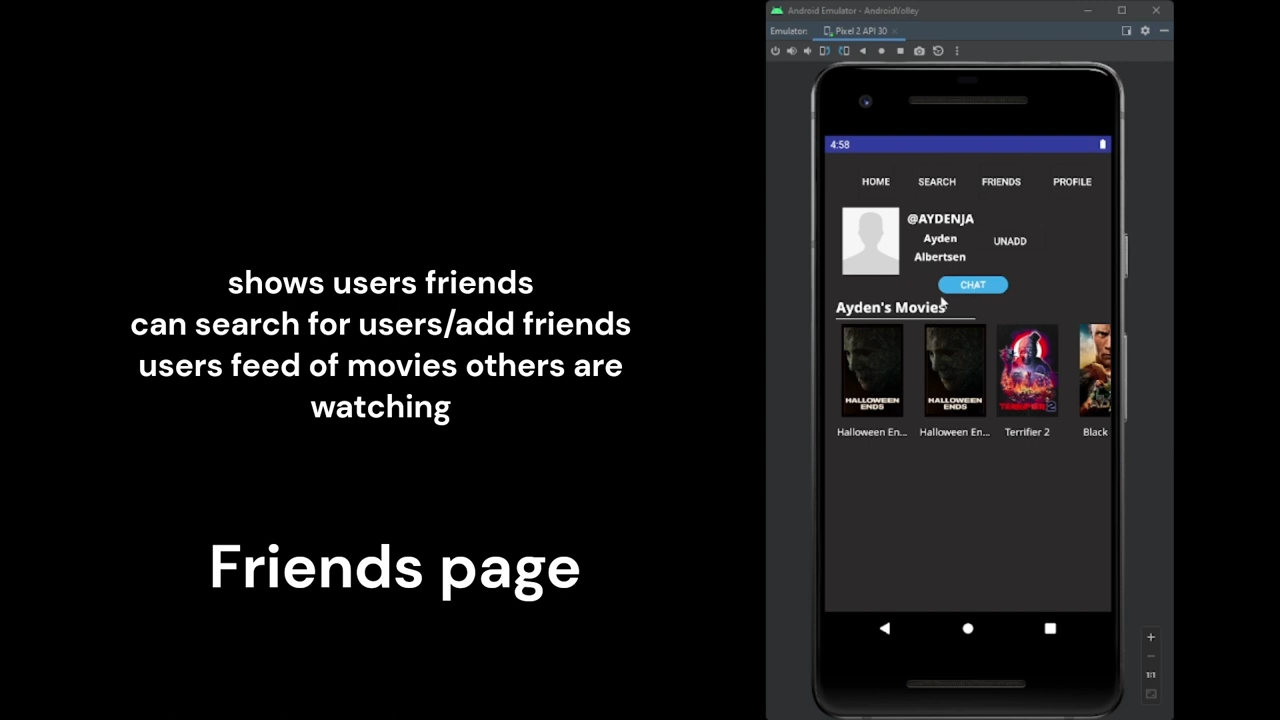 Android Emulator - AndroidVolley
Emulator:
Pixel 2 API 30
4:58
HOME
SEARCH
FRIENDS
PROFILE
@AYDENJA
Ayden
Albertsen
UNADD
CHAT
Ayden's Movies
HALLOWEEN
ENDS
HALLOWEEN
ENDS
TERRIFIER 2
Halloween En...
Halloween En...
Terrifier 2
Black
1:1
shows users friends
can search for users/add friends
users feed of movies others are
watching
Friends page